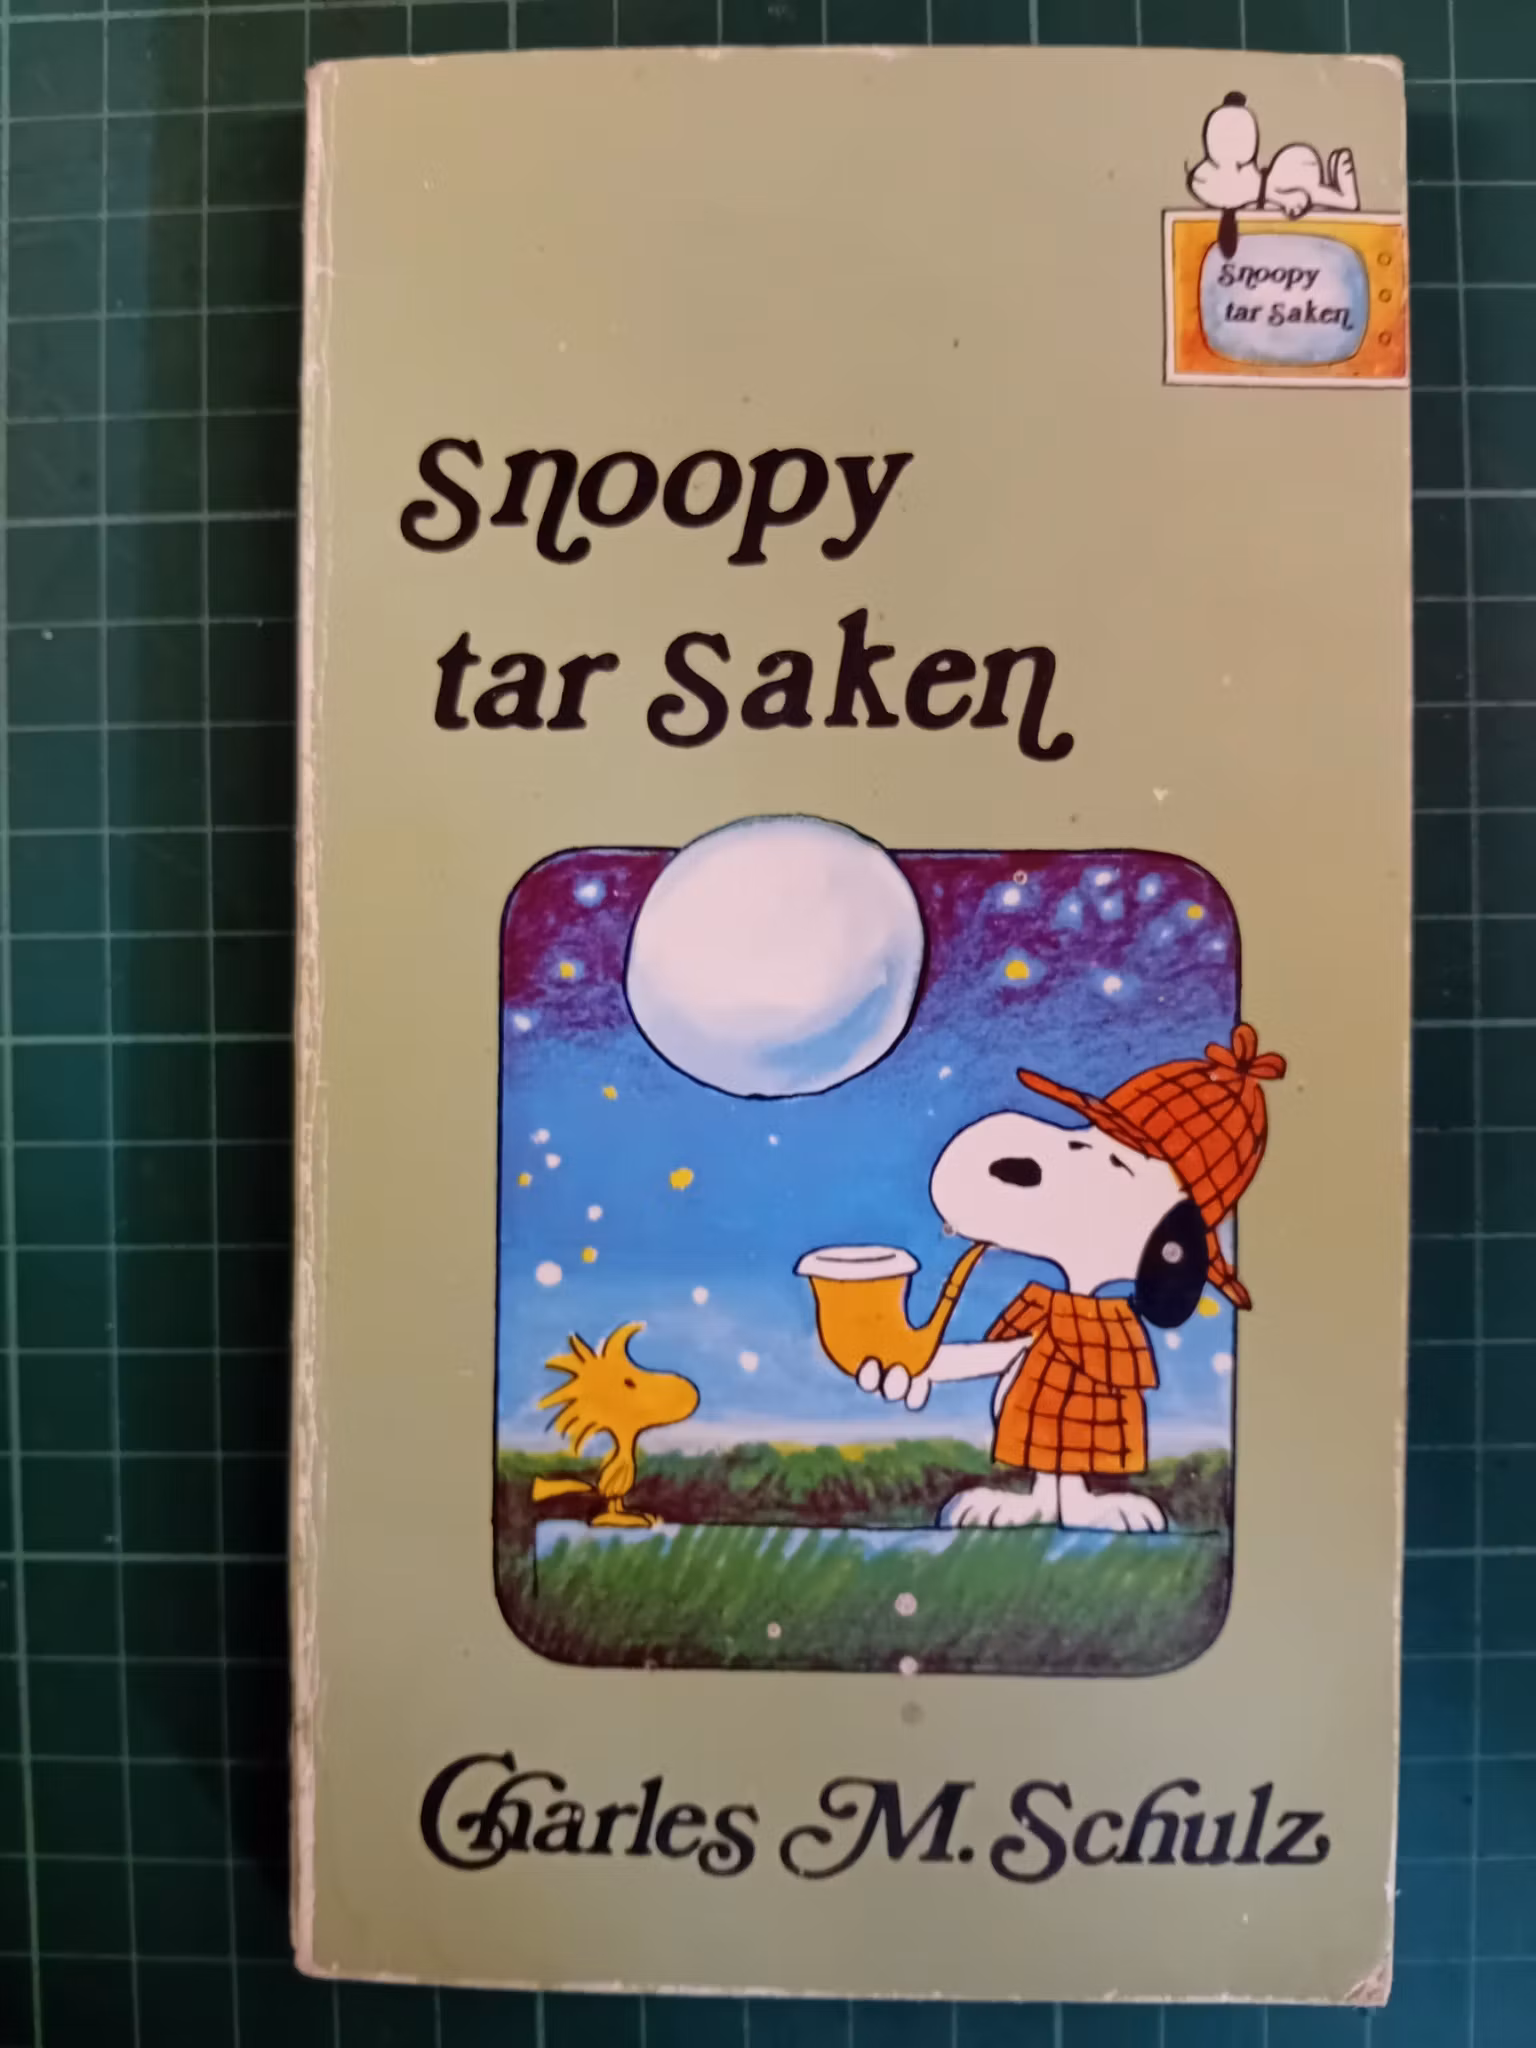 Snoopy
tar Saken
Snoopy
tar Saken
Charles M. Schulz